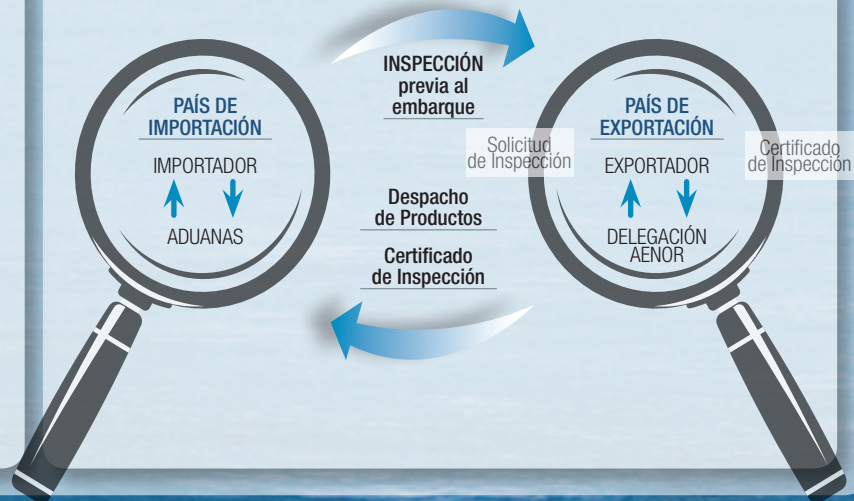 INSPECCIÓN
previa al
embarque
PAÍS DE
IMPORTACIÓN
IMPORTADOR
ADUANAS
Despacho
de Productos
Certificado
de Inspección
PAÍS DE
EXPORTACIÓN
Solicitud
de Inspección
EXPORTADOR
Certificado
de Inspección
DELEGACIÓN
AENOR